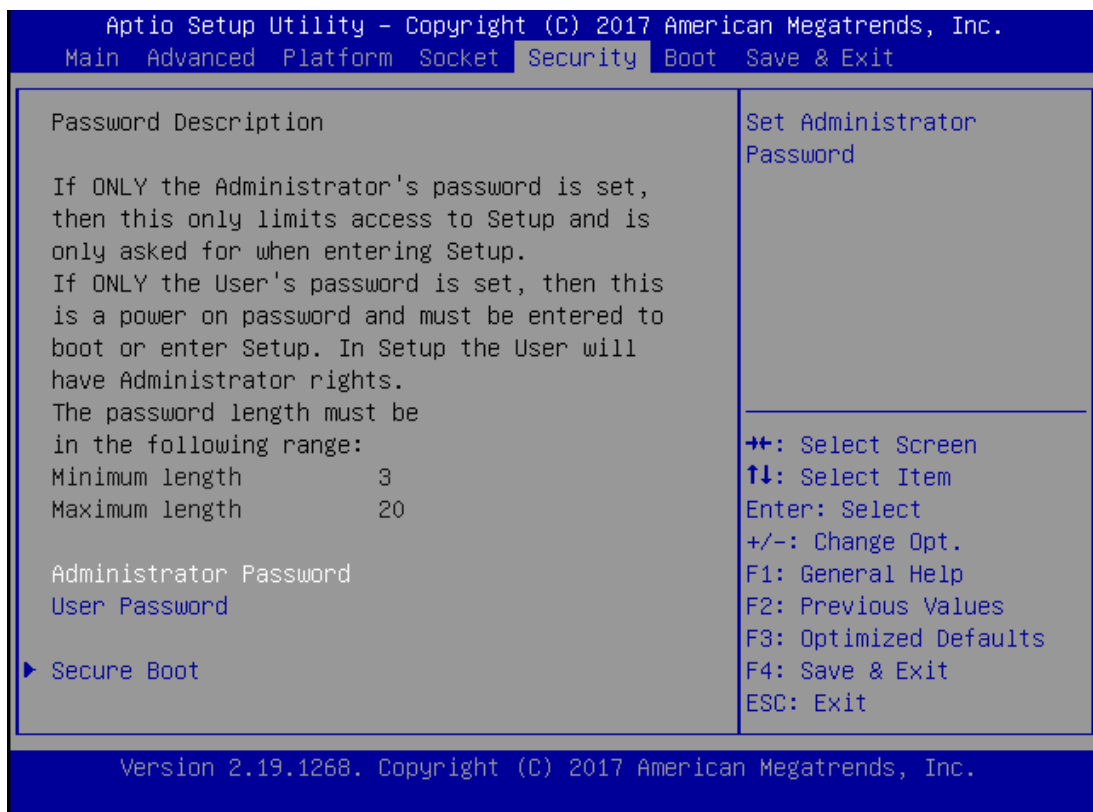 Aptio Setup Utility – Copyright (C) 2017 American Megatrends, Inc.
Main Advanced Platform Socket Security Boot Save & Exit
Password Description
If ONLY the Administrator's password is set,
then this only limits access to Setup and is
only asked for when entering Setup.
If ONLY the User's password is set, then this
is a power on password and must be entered to
boot or enter Setup. In Setup the User will
have Administrator rights.
The password length must be
in the following range:
Minimum length 3
Maximum length 20
Administrator Password
User Password
▶ Secure Boot
Set Administrator
Password
→←: Select Screen
↑↓: Select Item
Enter: Select
+/-: Change Opt.
F1: General Help
F2: Previous Values
F3: Optimized Defaults
F4: Save & Exit
ESC: Exit
Version 2.19.1268. Copyright (C) 2017 American Megatrends, Inc.